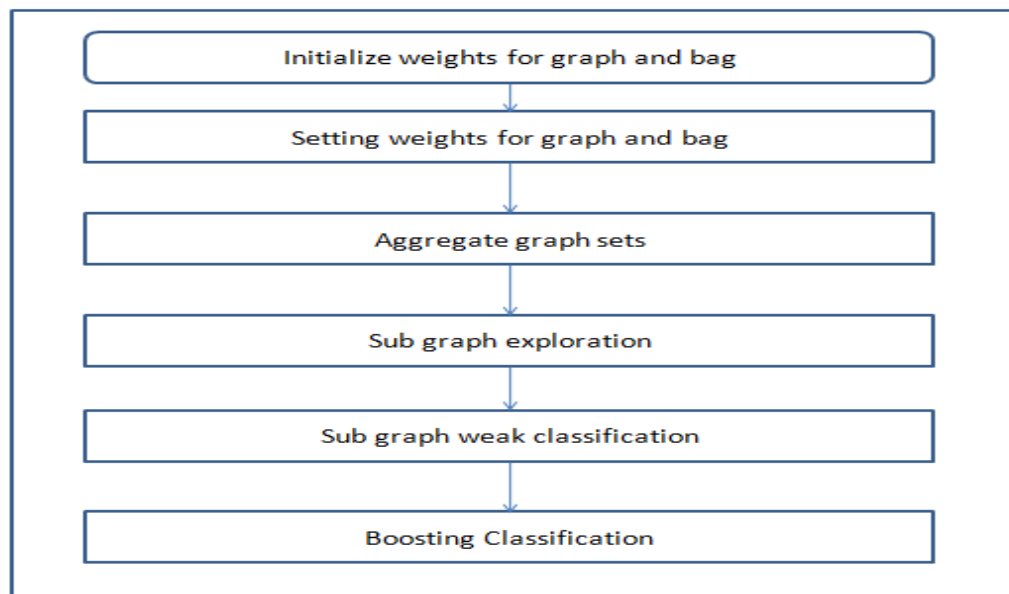 Initialize weights for graph and bag
Setting weights for graph and bag
Aggregate graph sets
Sub graph exploration
Sub graph weak classification
Boosting Classification